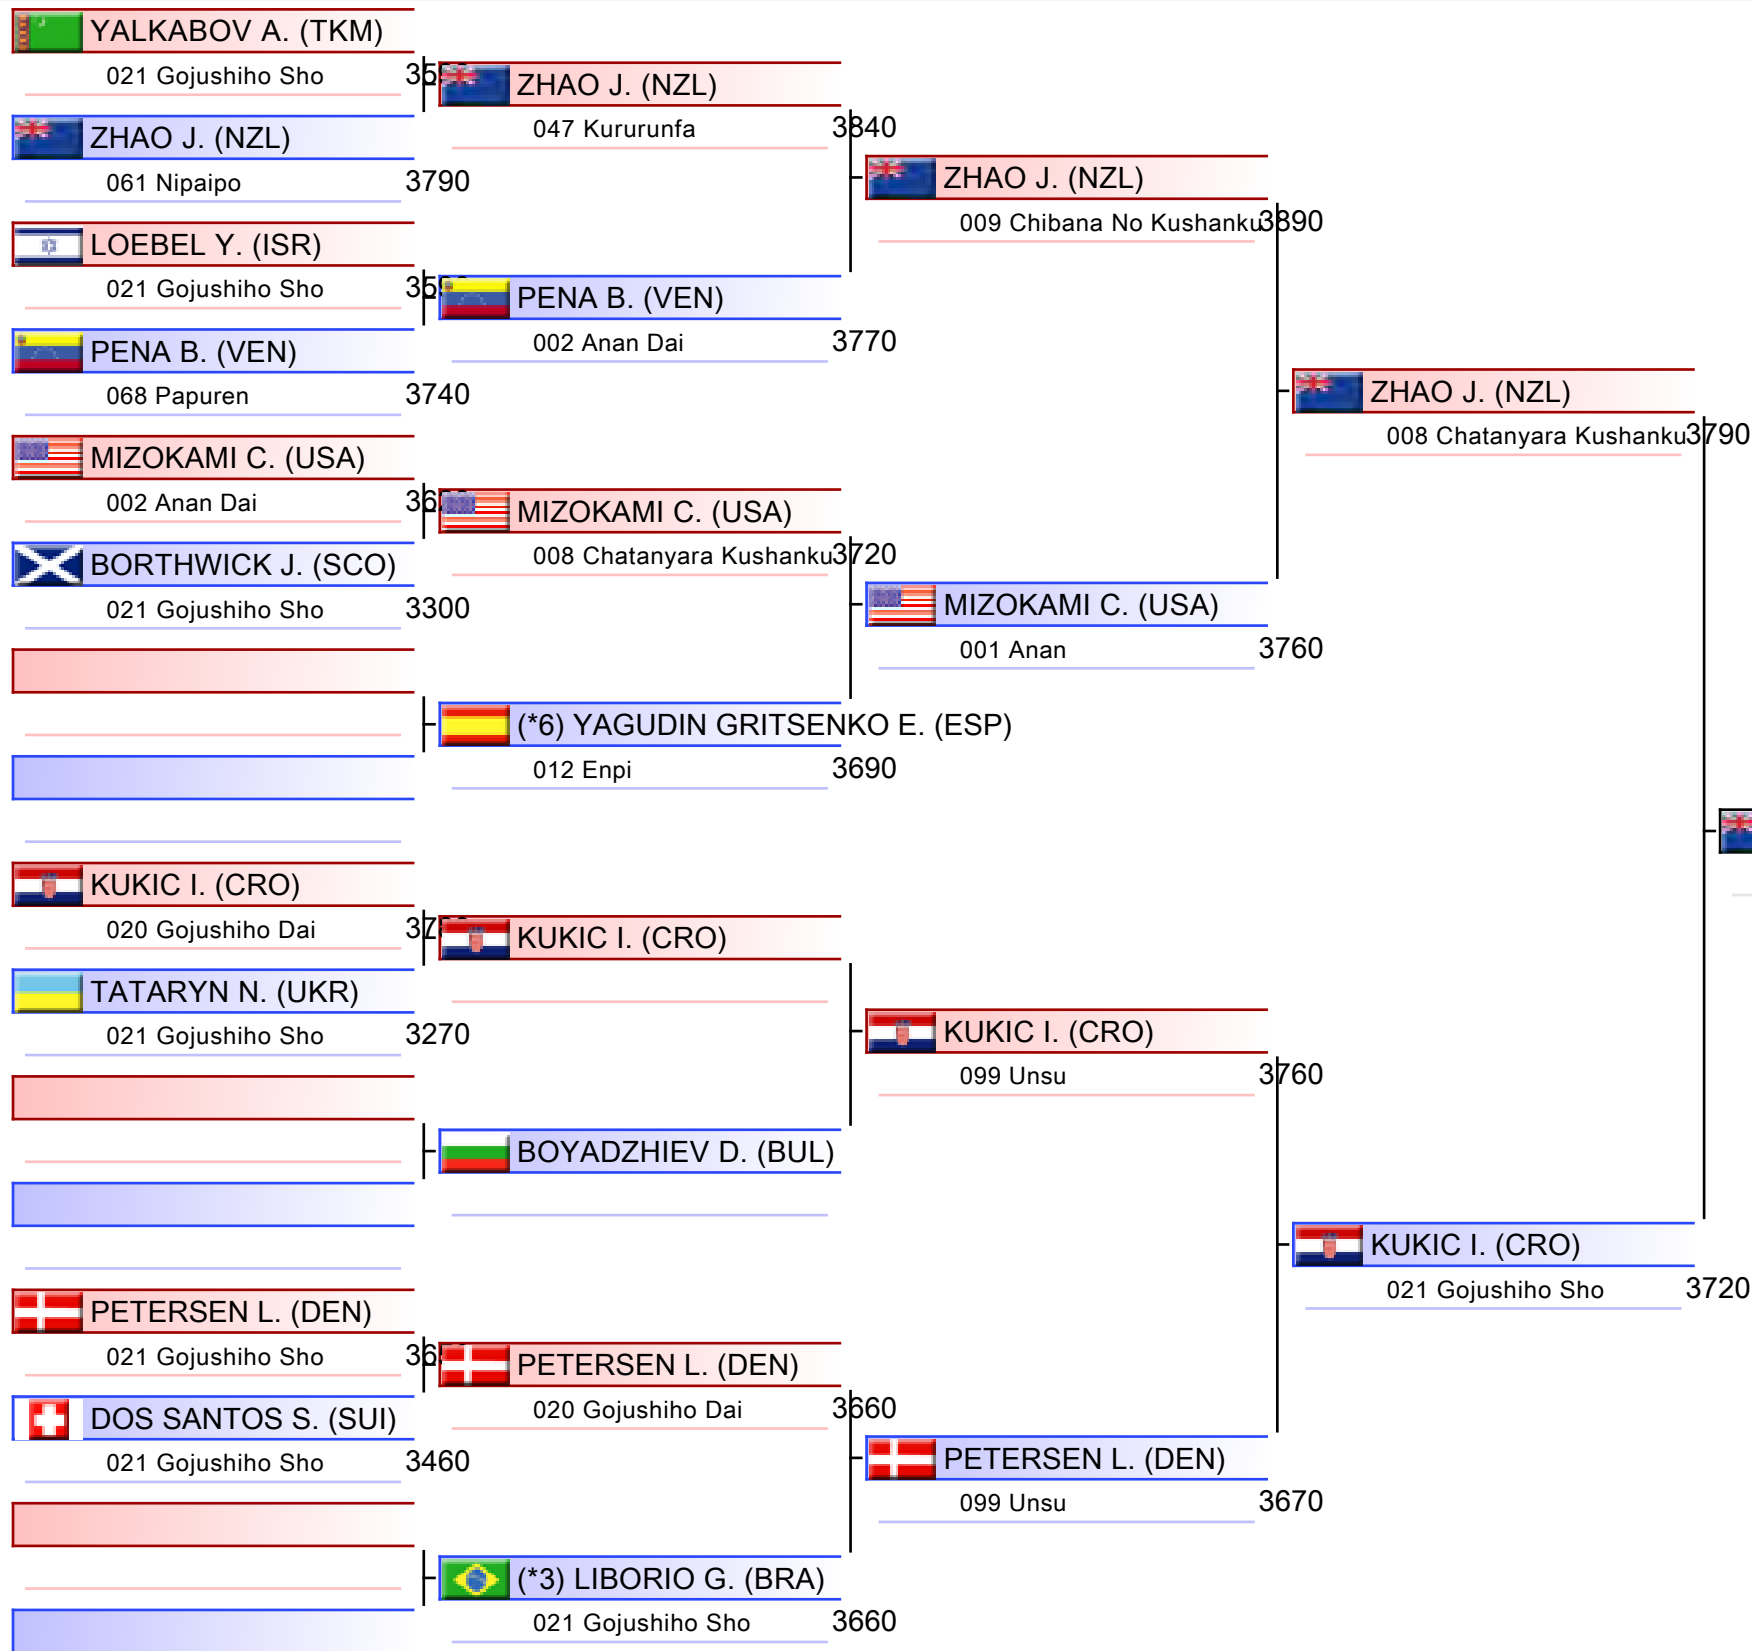 YALKABOV A. (TKM)
021 Gojushiho Sho
ZHAO J. (NZL)
061 Nipaipo 3790
LOEBEL Y. (ISR)
021 Gojushiho Sho
PENA B. (VEN)
068 Papuren 3740
MIZOKAMI C. (USA)
002 Anan Dai
BORTHWICK J. (SCO)
021 Gojushiho Sho 3300
KUKIC I. (CRO)
020 Gojushiho Dai
TATARYN N. (UKR)
021 Gojushiho Sho 3270
PETERSEN L. (DEN)
021 Gojushiho Sho
DOS SANTOS S. (SUI)
021 Gojushiho Sho 3460
ZHAO J. (NZL)
047 Kururunfa 3840
PENA B. (VEN)
002 Anan Dai 3770
MIZOKAMI C. (USA)
008 Chatanyara Kushanku 3720
(*6) YAGUDIN GRITSENKO E. (ESP)
012 Enpi 3690
KUKIC I. (CRO)
BOYADZHIEV D. (BUL)
PETERSEN L. (DEN)
020 Gojushiho Dai 3660
(*3) LIBORIO G. (BRA)
021 Gojushiho Sho 3660
ZHAO J. (NZL)
009 Chibana No Kushanku 3890
MIZOKAMI C. (USA)
001 Anan 3760
KUKIC I. (CRO)
099 Unsu 3760
PETERSEN L. (DEN)
099 Unsu 3670
ZHAO J. (NZL)
008 Chatanyara Kushanku 3790
KUKIC I. (CRO)
021 Gojushiho Sho 3720